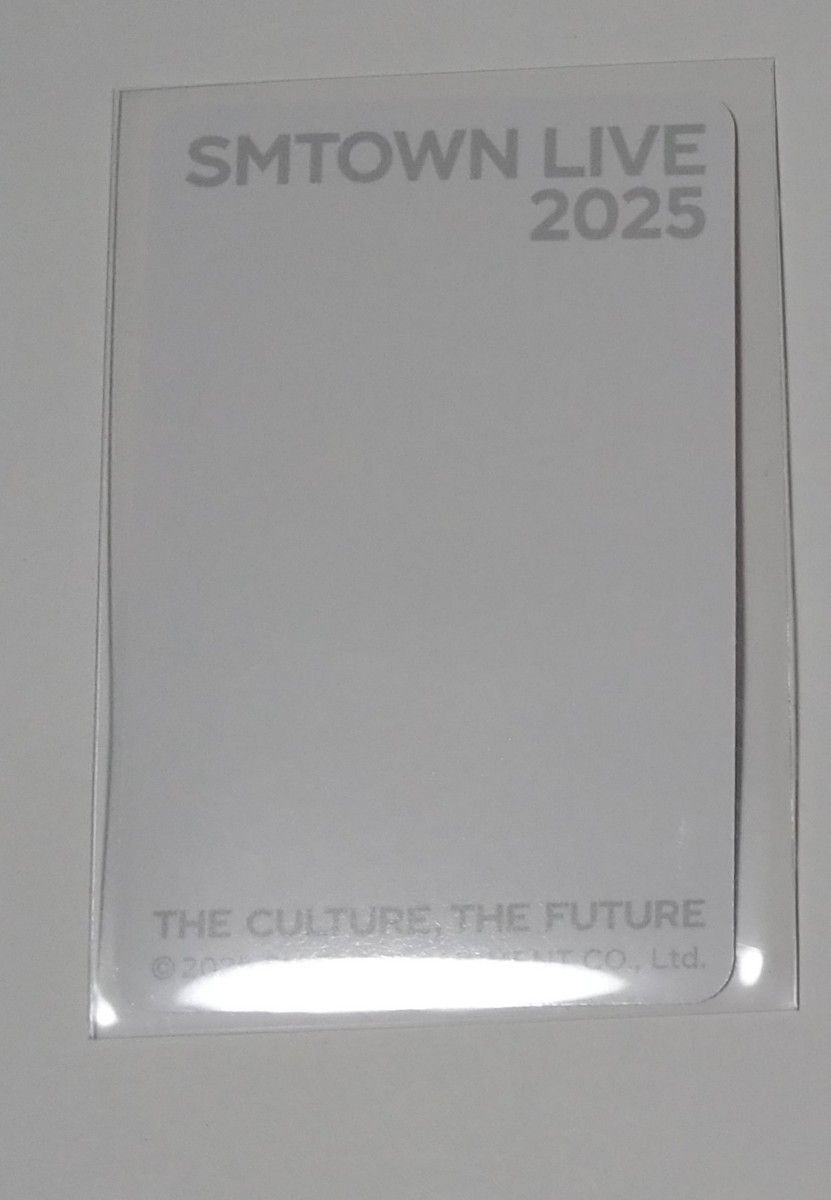 SMTOWN LIVE
2025
THE CULTURE, THE FUTURE
© CO., Ltd.